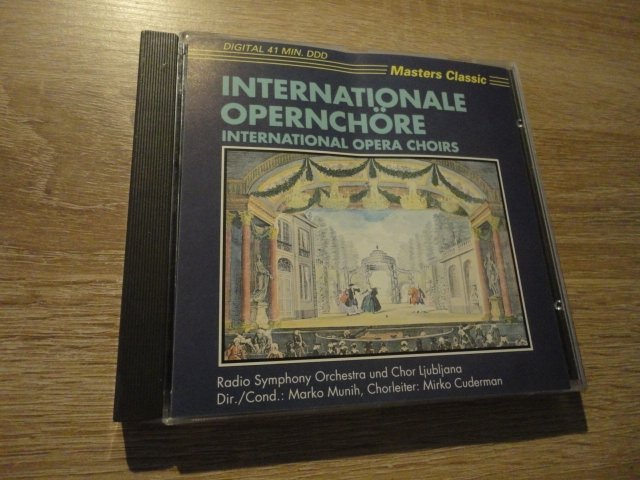 DIGITAL 41 MIN. DDD
Masters Classic
INTERNATIONALE
OPERNCHÖRE
INTERNATIONAL OPERA CHOIRS
Radio Symphony Orchestra und Chor Ljubljana
Dir./Cond.: Marko Munih, Chorleiter: Mirko Cuderman